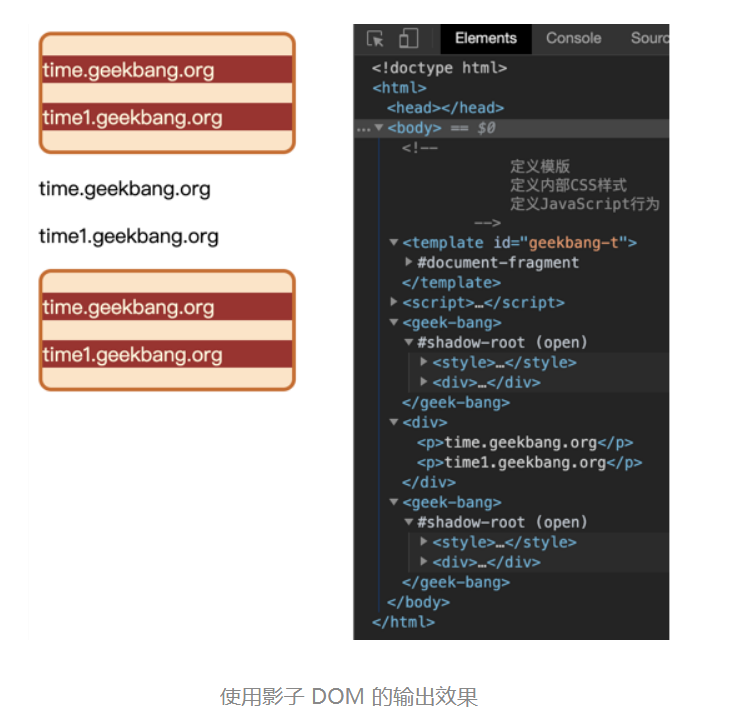 time.geekbang.org
time1.geekbang.org
time.geekbang.org
time1.geekbang.org
time.geekbang.org
time1.geekbang.org
Elements Console Sourc
<!doctype html>
<html>
<head></head>
… ▼<body> == $0
<!--
定义模版
定义内部CSS样式
定义JavaScript行为
-->
▼<template id="geekbang-t">
▶#document-fragment
</template>
▶<script>…</script>
▼<geek-bang>
▼#shadow-root (open)
▶<style>…</style>
▶<div>…</div>
</geek-bang>
▼<div>
<p>time.geekbang.org</p>
<p>time1.geekbang.org</p>
</div>
▼<geek-bang>
▼#shadow-root (open)
▶<style>…</style>
▶<div>…</div>
</geek-bang>
</body>
</html>
使用影子 DOM 的输出效果